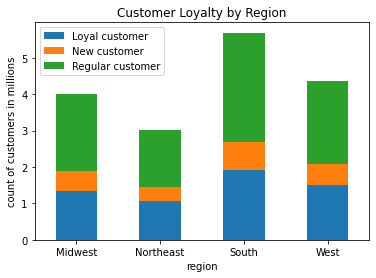 Customer Loyalty by Region
Loyal customer
New customer
Regular customer
count of customers in millions
5
4
3
2
1
0
Midwest Northeast South West
region